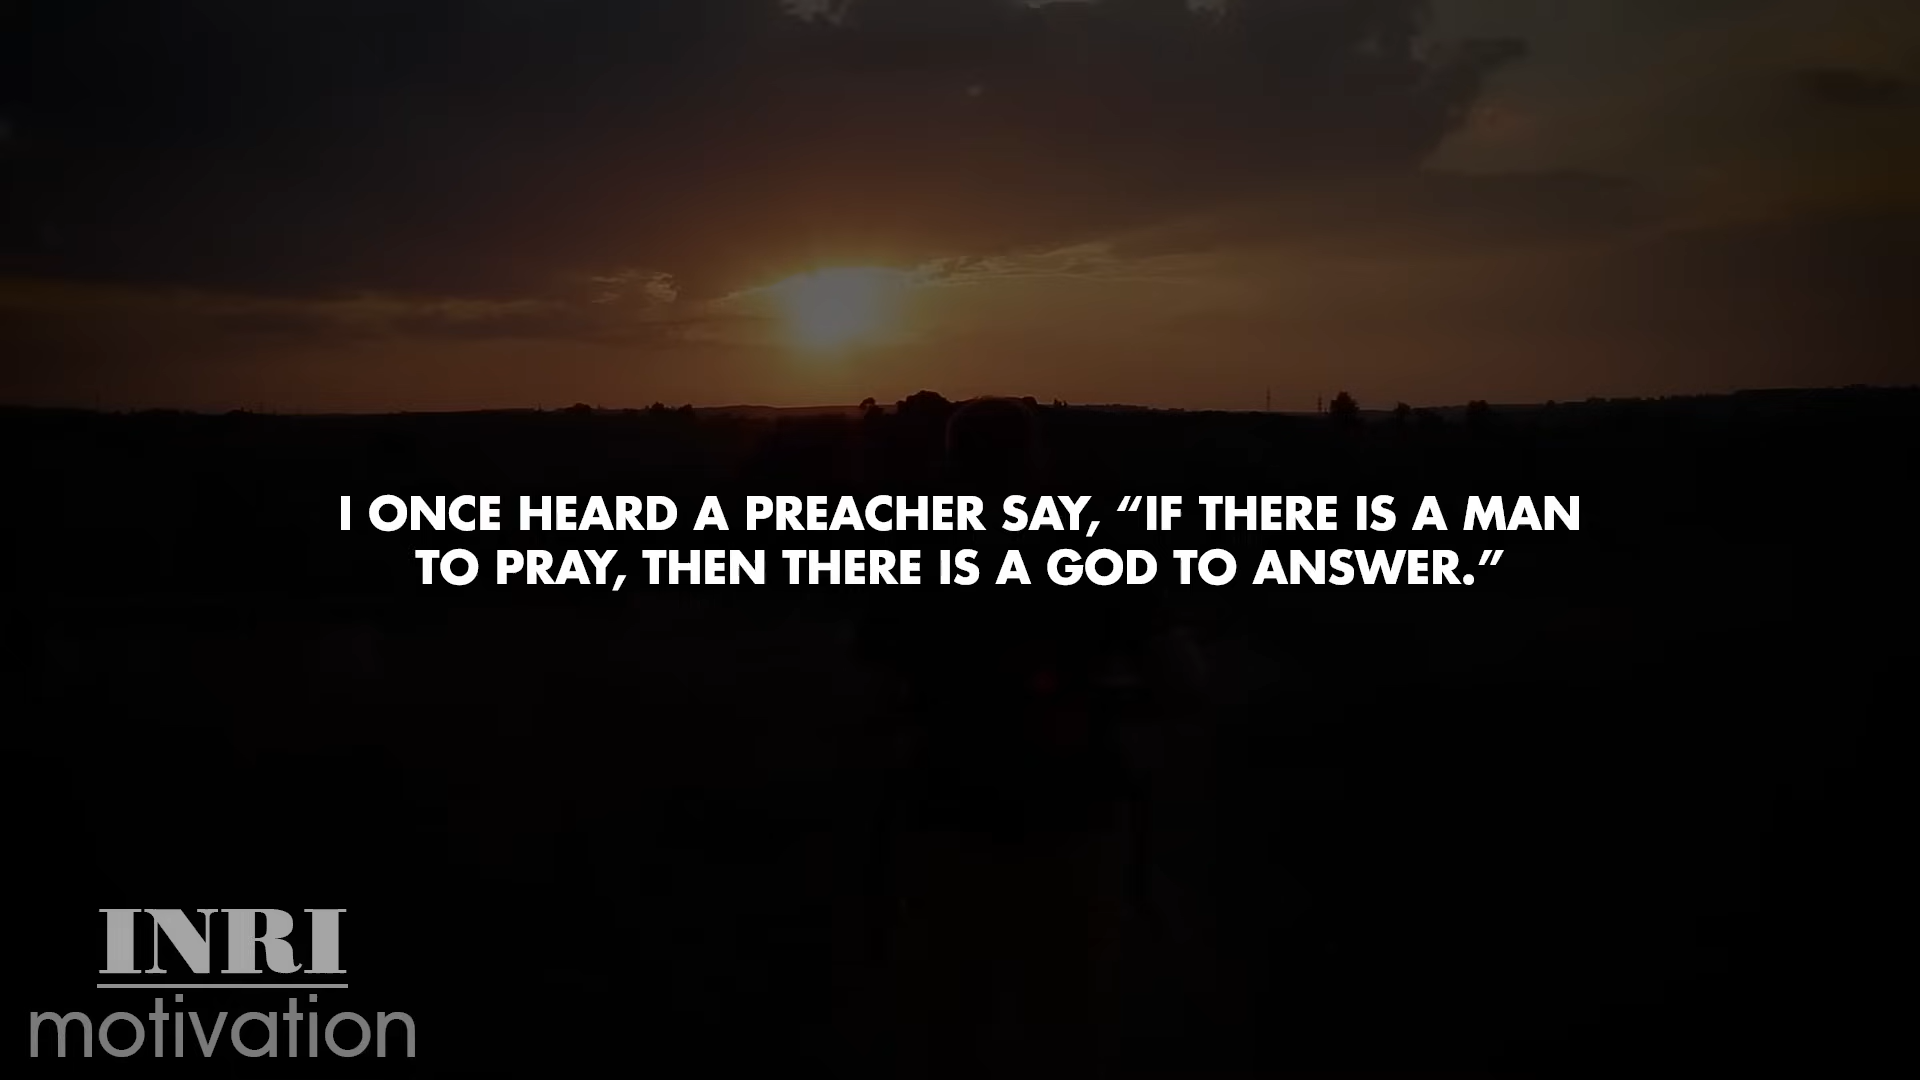 I ONCE HEARD A PREACHER SAY, “IF THERE IS A MAN
TO PRAY, THEN THERE IS A GOD TO ANSWER.”
INRI
motivation